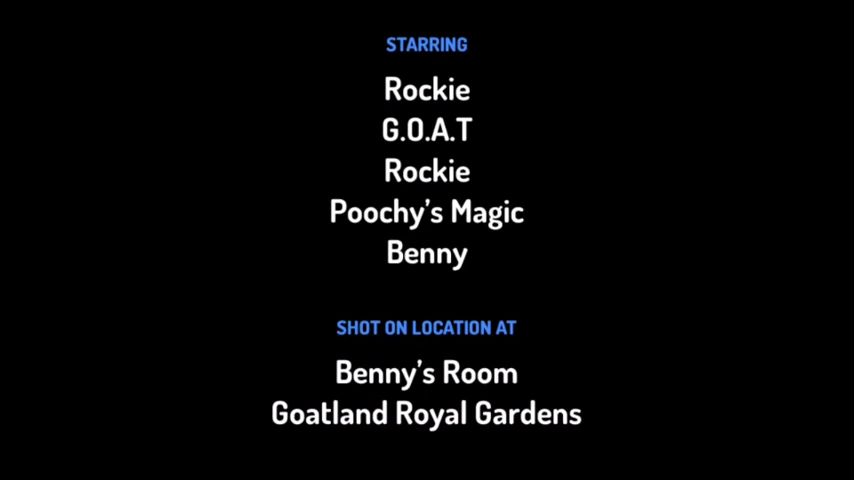 STARRING
Rockie
G.O.A.T
Rockie
Poochy's Magic
Benny
SHOT ON LOCATION AT
Benny's Room
Goatland Royal Gardens